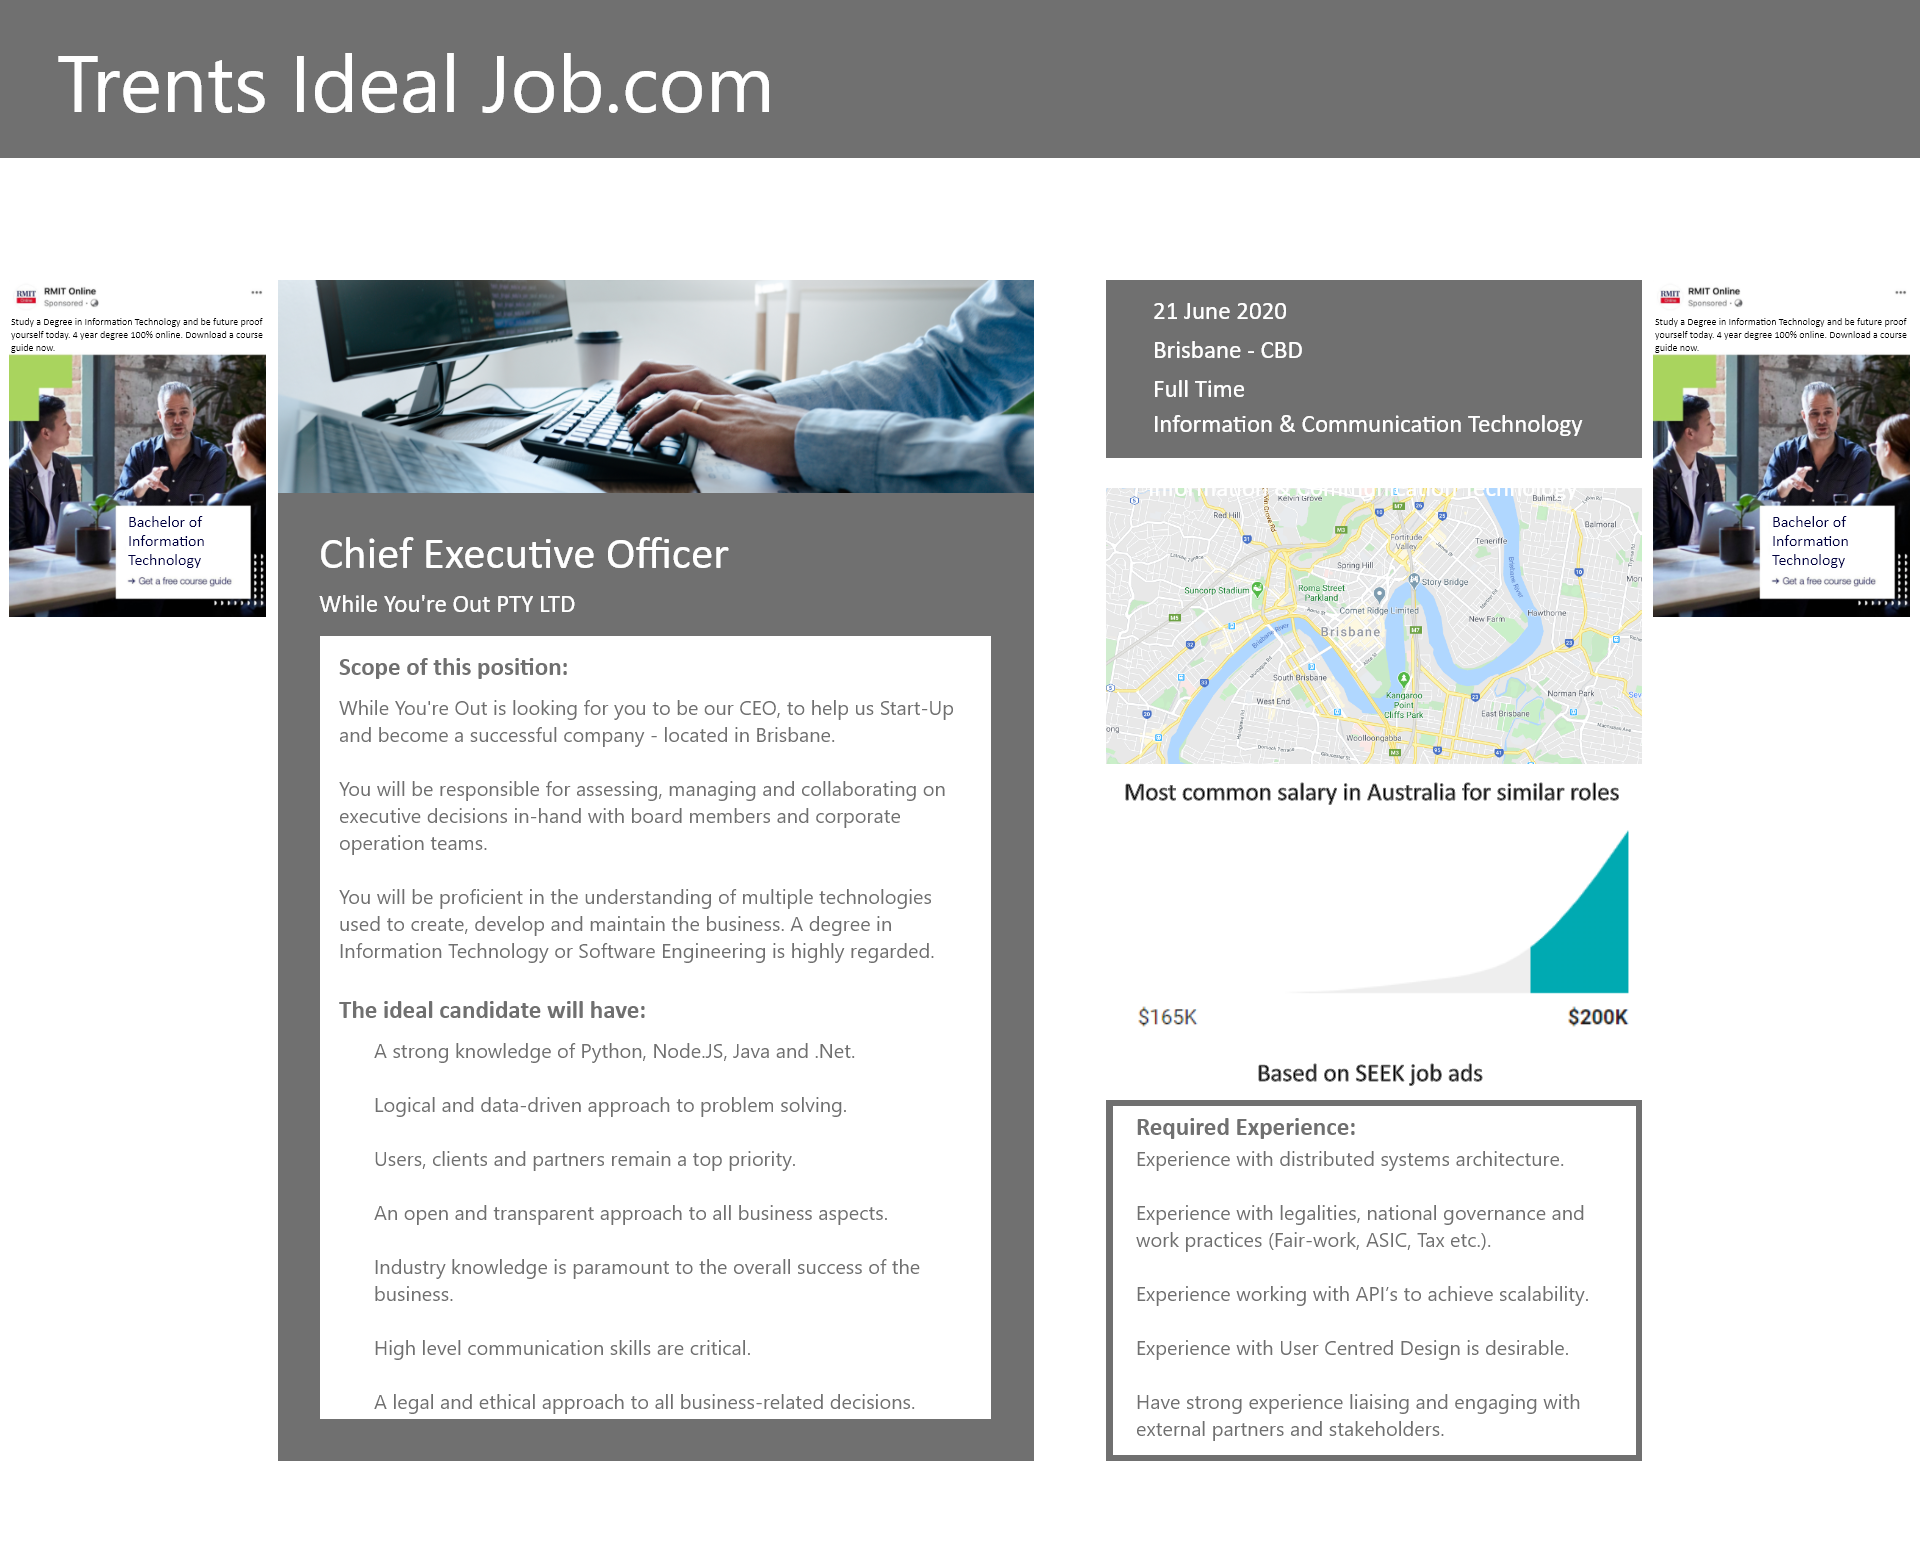 Trents Ideal Job.com
RMIT Online
Sponsored
Study a Degree in Information Technology and be future proof
yourself today. 4 year degree 100% online. Download a course
guide now.
Bachelor of
Information
Technology
→ Get a free course guide
Chief Executive Officer
While You're Out PTY LTD
Scope of this position:
While You're Out is looking for you to be our CEO, to help us Start-Up
and become a successful company - located in Brisbane.
You will be responsible for assessing, managing and collaborating on
executive decisions in-hand with board members and corporate
operation teams.
You will be proficient in the understanding of multiple technologies
used to create, develop and maintain the business. A degree in
Information Technology or Software Engineering is highly regarded.
The ideal candidate will have:
A strong knowledge of Python, Node.JS, Java and .Net.
Logical and data-driven approach to problem solving.
Users, clients and partners remain a top priority.
An open and transparent approach to all business aspects.
Industry knowledge is paramount to the overall success of the
business.
High level communication skills are critical.
A legal and ethical approach to all business-related decisions.
21 June 2020
Brisbane - CBD
Full Time
Information & Communication Technology
Information & Communication Technology
Kelvin Grove
Red Hill
Balmoral
Fortitude
Valley
Teneriffe
Spring Hill
Story Bridge
Suncorp Stadium
Roma Street
Parkland
Comet Ridge Limited
Hawthorne
New Farm
Brisbane
Brisbane River
Brisbane River
South Brisbane
West End
Kangaroo
Point
Cliffs Park
Norman Park
East Brisbane
Woolloongabba
Most common salary in Australia for similar roles
$165K
$200K
Based on SEEK job ads
Required Experience:
Experience with distributed systems architecture.
Experience with legalities, national governance and
work practices (Fair-work, ASIC, Tax etc.).
Experience working with API’s to achieve scalability.
Experience with User Centred Design is desirable.
Have strong experience liaising and engaging with
external partners and stakeholders.
RMIT Online
Sponsored
Study a Degree in Information Technology and be future proof
yourself today. 4 year degree 100% online. Download a course
guide now.
Bachelor of
Information
Technology
→ Get a free course guide